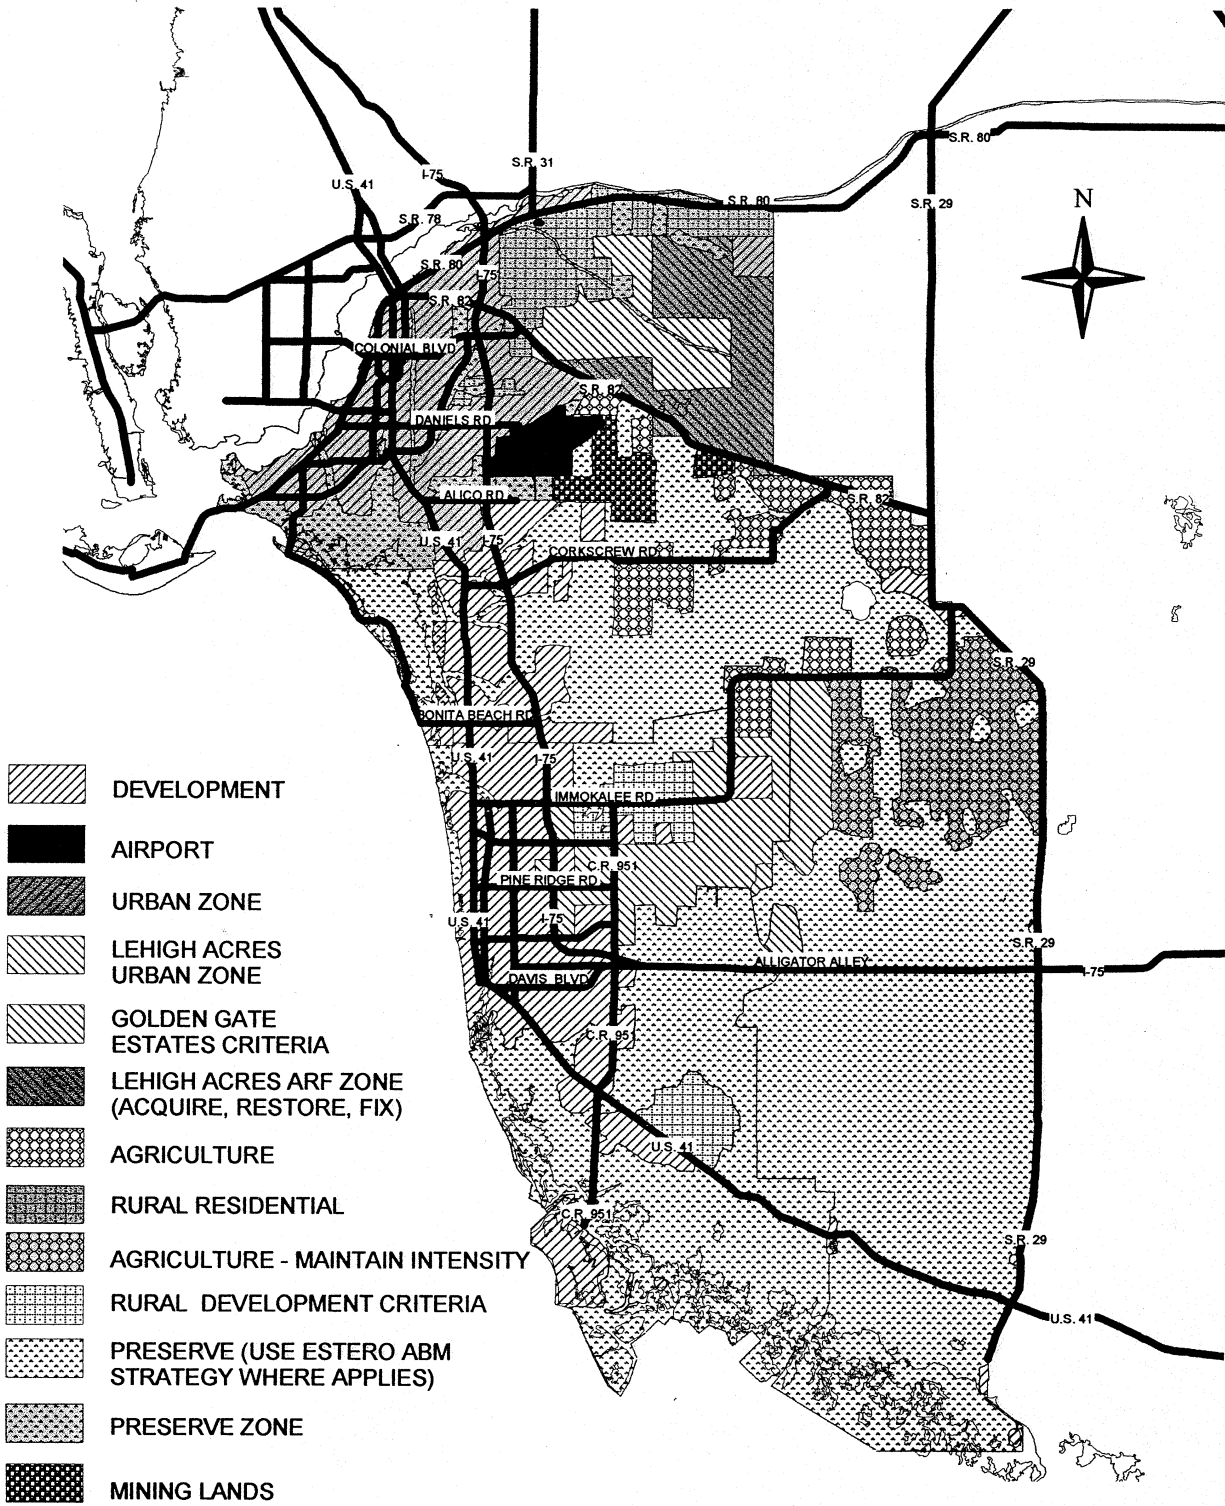 S.R. 80
S.R. 31
I-75
U.S. 41
S.R. 80
S.R. 29
N
S.R. 78
S.R. 80
I-75
S.R. 82
COLONIAL BLVD
S.R. 82
DANIELS RD
ALICO RD
S.R. 82
U.S. 41
I-75
CORKSCREW RD
S.R. 29
BONITA BEACH RD
U.S. 41
I-75
IMMOKALEE RD
C.R. 951
PINE RIDGE RD
U.S. 41
I-75
S.R. 29
ALLIGATOR ALLEY
I-75
DAVIS BLVD
C.R. 951
U.S. 41
C.R. 951
S.R. 29
U.S. 41
DEVELOPMENT
AIRPORT
URBAN ZONE
LEHIGH ACRES
URBAN ZONE
GOLDEN GATE
ESTATES CRITERIA
LEHIGH ACRES ARF ZONE
(ACQUIRE, RESTORE, FIX)
AGRICULTURE
RURAL RESIDENTIAL
AGRICULTURE - MAINTAIN INTENSITY
RURAL DEVELOPMENT CRITERIA
PRESERVE (USE ESTERO ABM
STRATEGY WHERE APPLIES)
PRESERVE ZONE
MINING LANDS